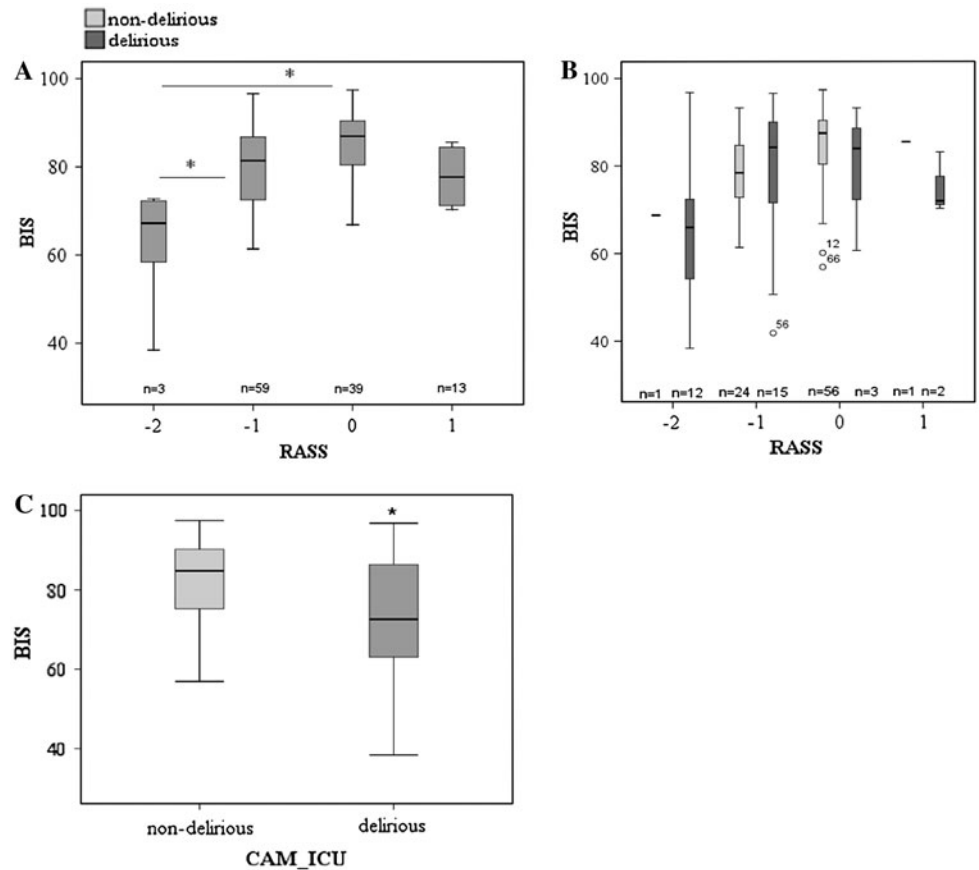 non-delirious
delirious
A
100
80
60
40
BIS
*
*
n=3 n=59 n=39 n=13
-2 -1 0 1
RASS
B
100
80
60
40
BIS
12
66
56
n=1 n=12 n=24 n=15 n=56 n=3 n=1 n=2
-2 -1 0 1
RASS
C
100
80
60
40
BIS
*
non-delirious delirious
CAM_ICU